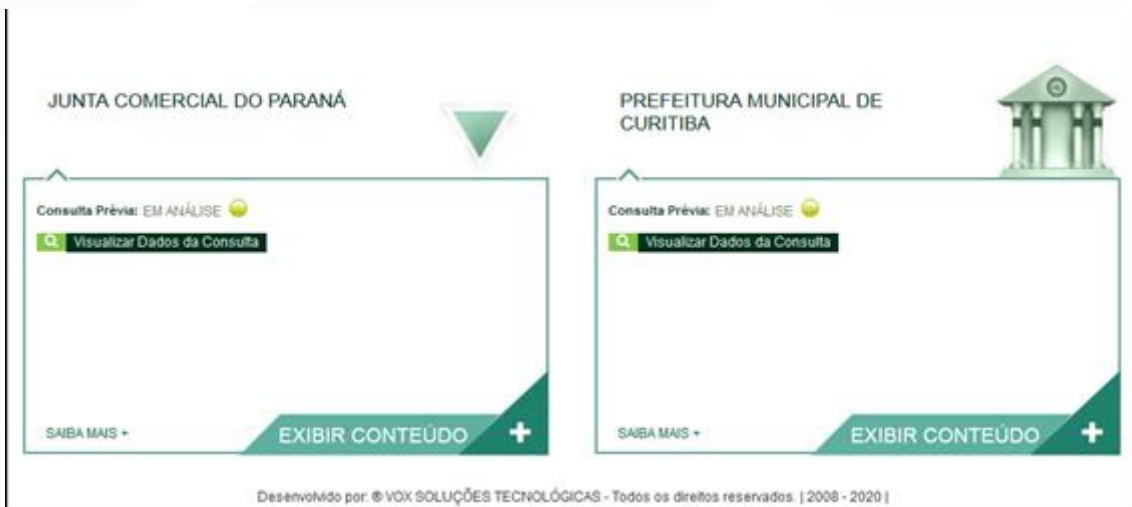 JUNTA COMERCIAL DO PARANÁ
Consulta Prévia: EM ANÁLISE
Visualizar Dados da Consulta
SAIBA MAIS +
EXIBIR CONTEÚDO +
PREFEITURA MUNICIPAL DE
CURITIBA
Consulta Prévia: EM ANÁLISE
Visualizar Dados da Consulta
SAIBA MAIS +
EXIBIR CONTEÚDO +
Desenvolvido por: ® VOX SOLUÇÕES TECNOLÓGICAS - Todos os direitos reservados. | 2008 - 2020 |